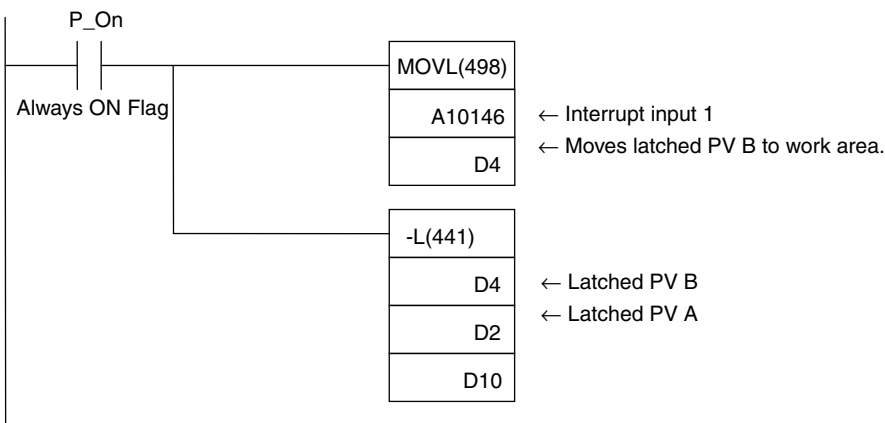 P_On
Always ON Flag
MOVL(498)
A10146 ← Interrupt input 1
D4 ← Moves latched PV B to work area.
-L(441)
D4 ← Latched PV B
D2 ← Latched PV A
D10